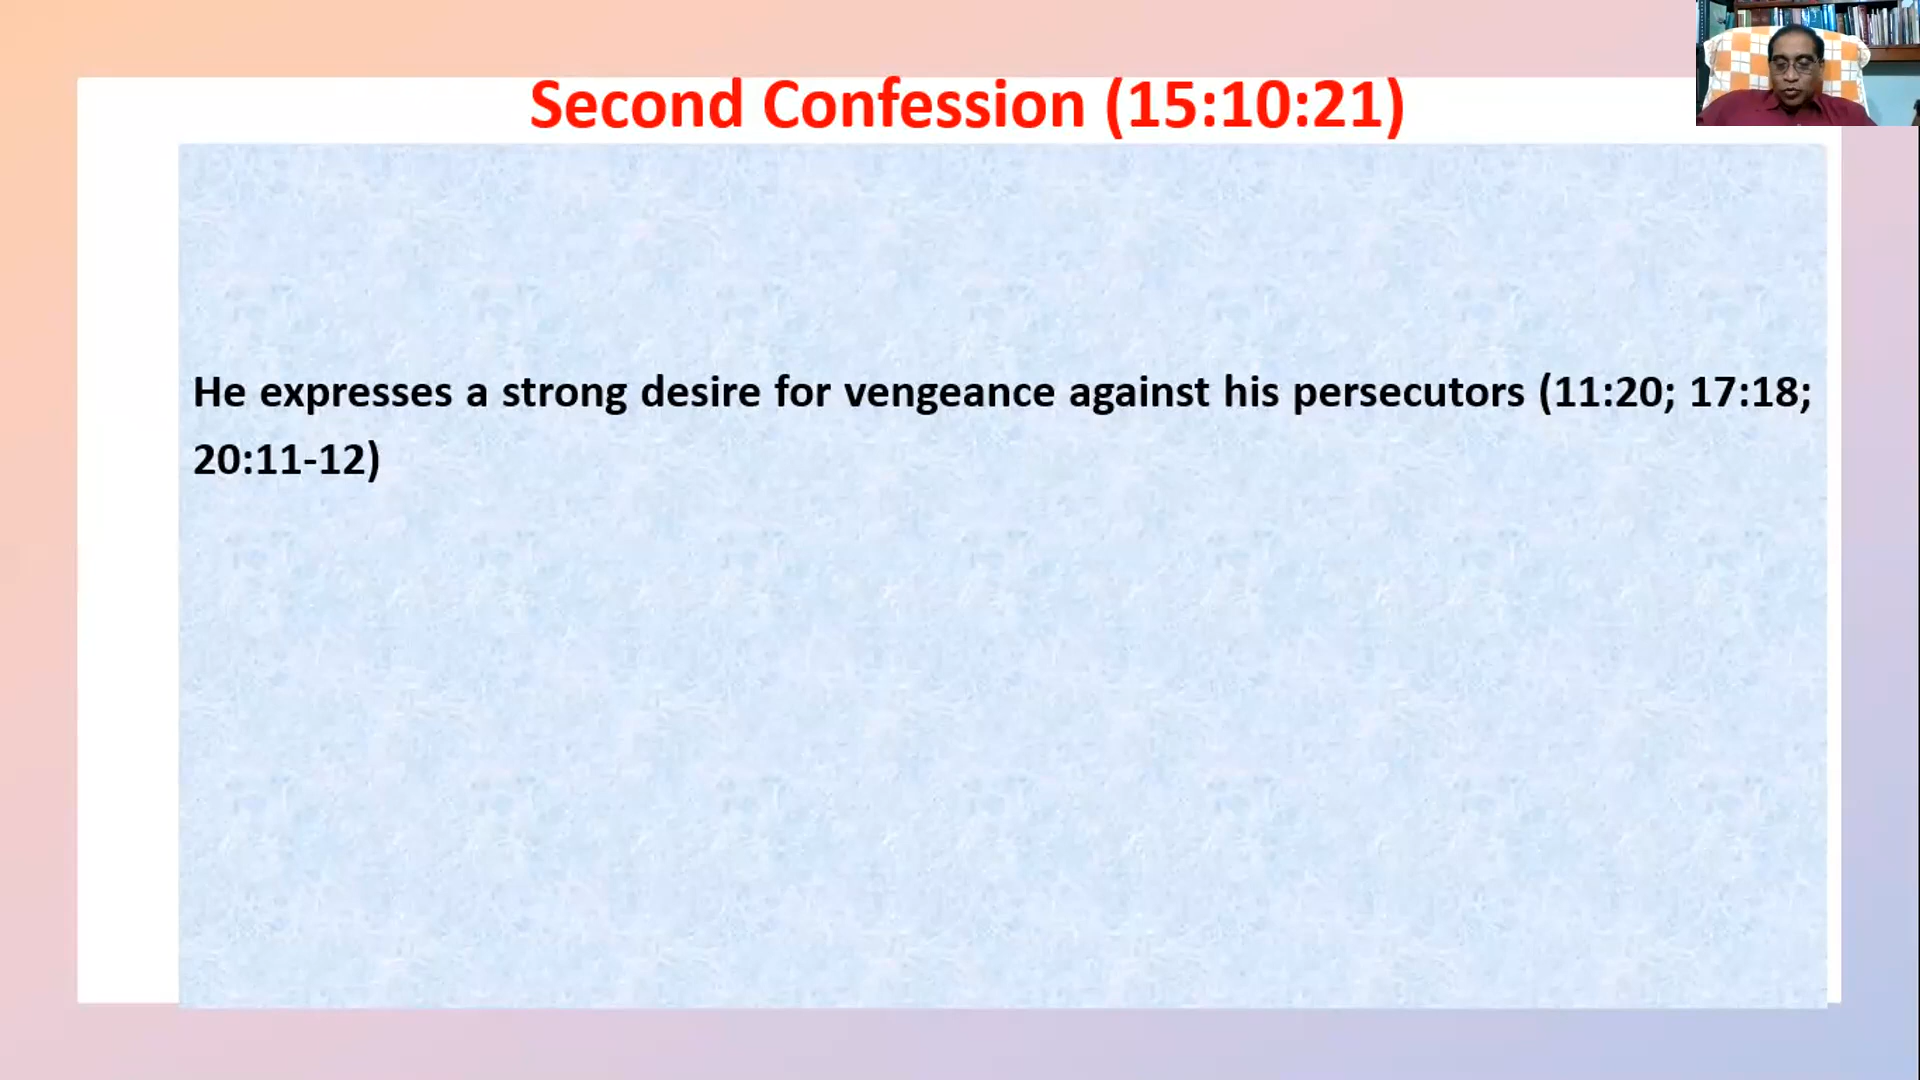 Second Confession (15:10:21)
He expresses a strong desire for vengeance against his persecutors (11:20; 17:18;
20:11-12)